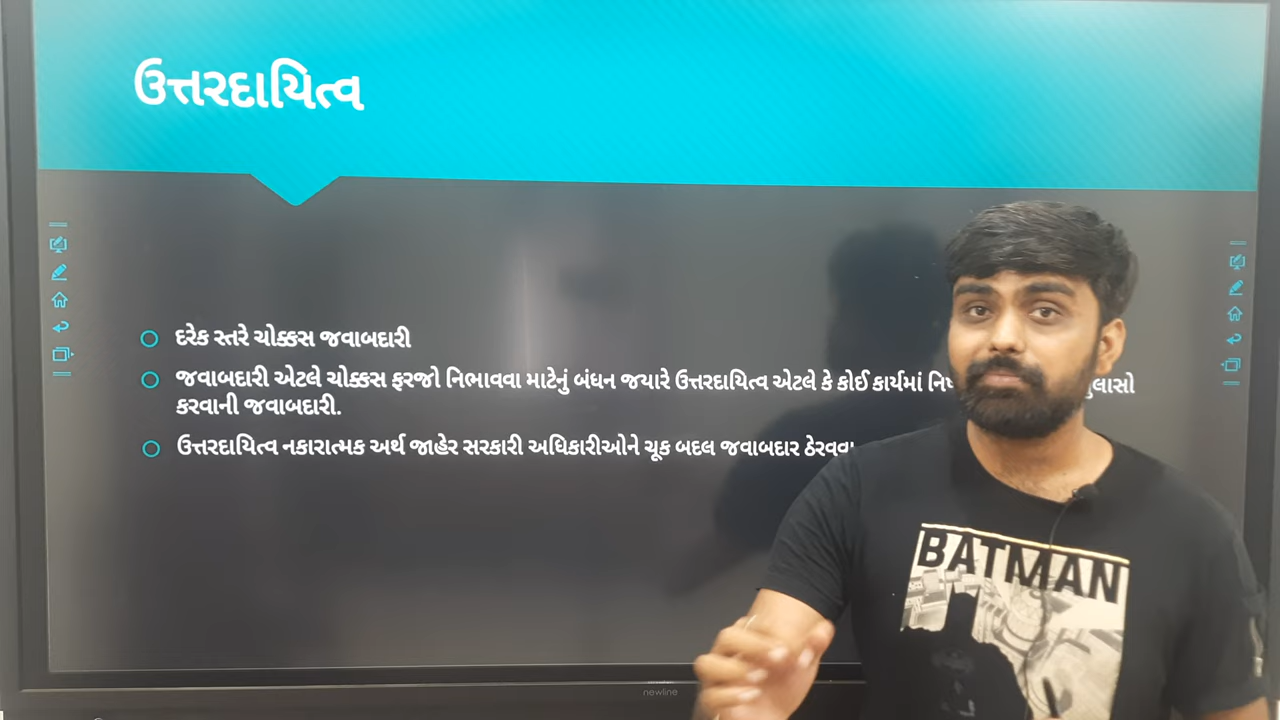 ઉત્તરદાયિત્વ
દરેક સ્તરે ચોક્કસ જવાબદારી
જવાબદારી એટલે ચોક્કસ ફરજો નિભાવવા માટેનું બંધન જયારે ઉત્તરદાયિત્વ એટલે કે કોઈ કાર્યમાં
કરવાની જવાબદારી.
ઉત્તરદાયિત્વ નકારાત્મક અર્થ જાહેર સરકારી અધિકારીઓને ચૂક બદલ જવાબદાર
BATMAN
newline